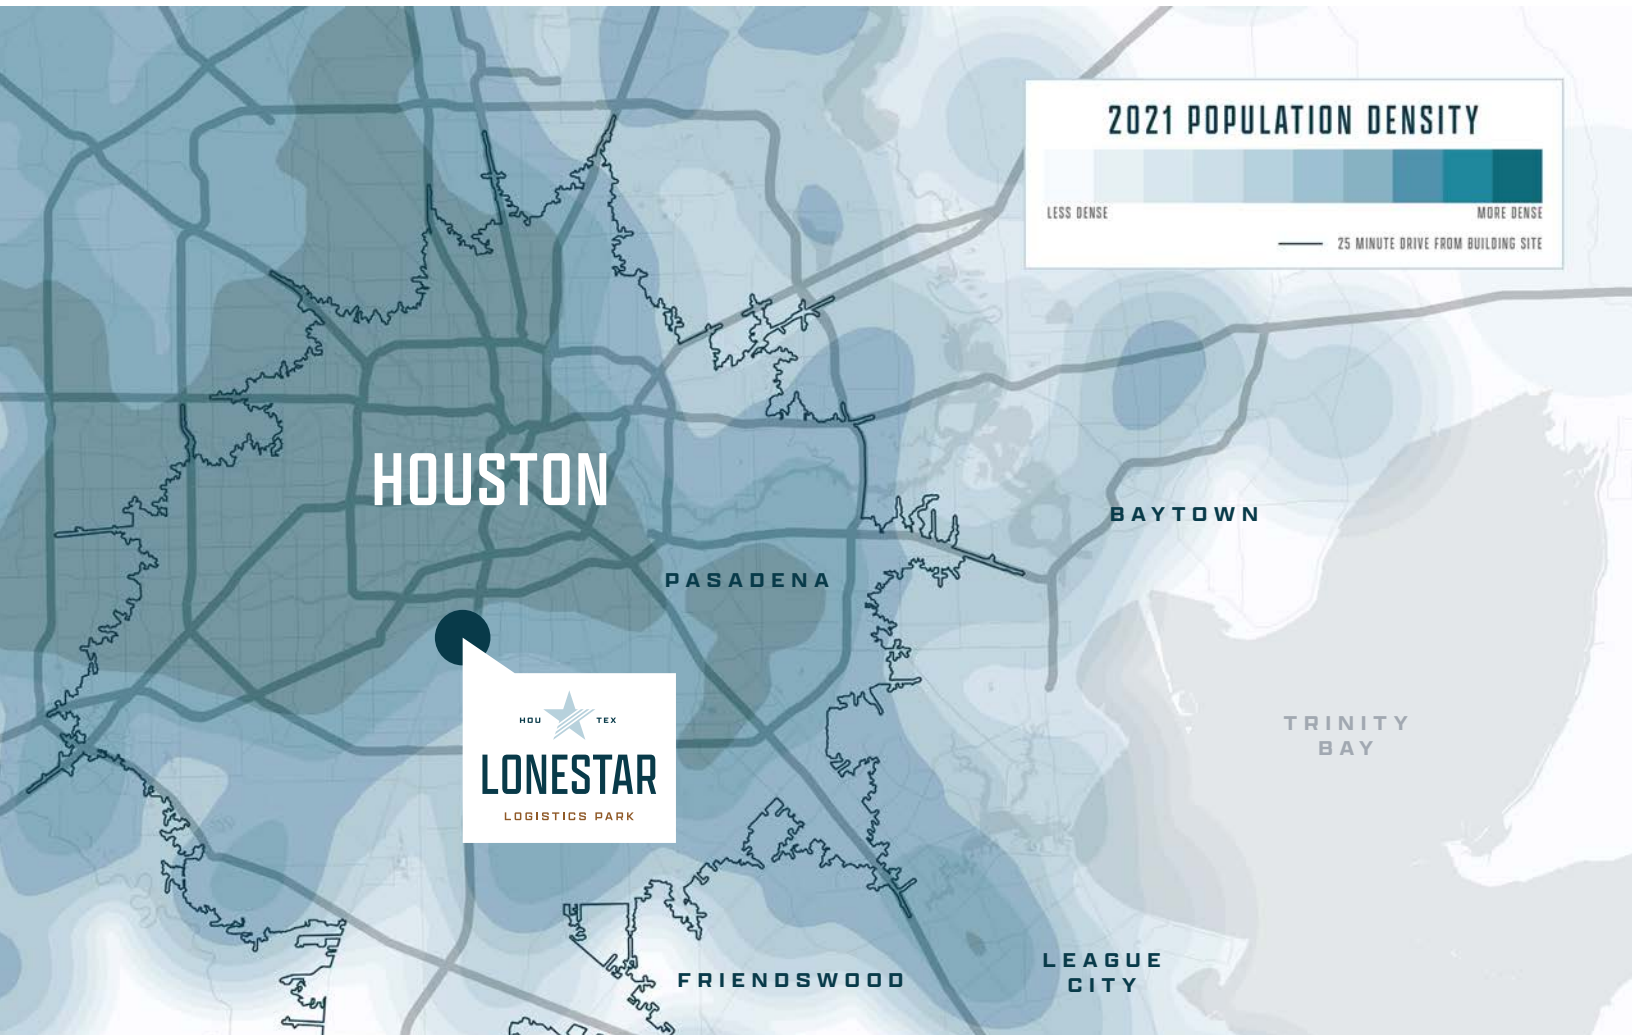 2021 POPULATION DENSITY
LESS DENSE
MORE DENSE
25 MINUTE DRIVE FROM BUILDING SITE
HOUSTON
BAYTOWN
PASADENA
HOU TEX
LONESTAR
LOGISTICS PARK
TRINITY
BAY
FRIENDSWOOD
LEAGUE
CITY